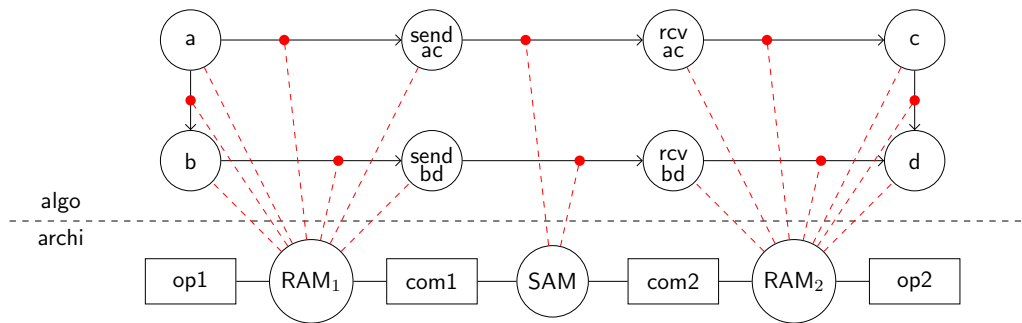 a
send
ac
rcv
ac
c
b
send
bd
rcv
bd
d
algo
archi
op1
RAM₁
com1
SAM
com2
RAM₂
op2